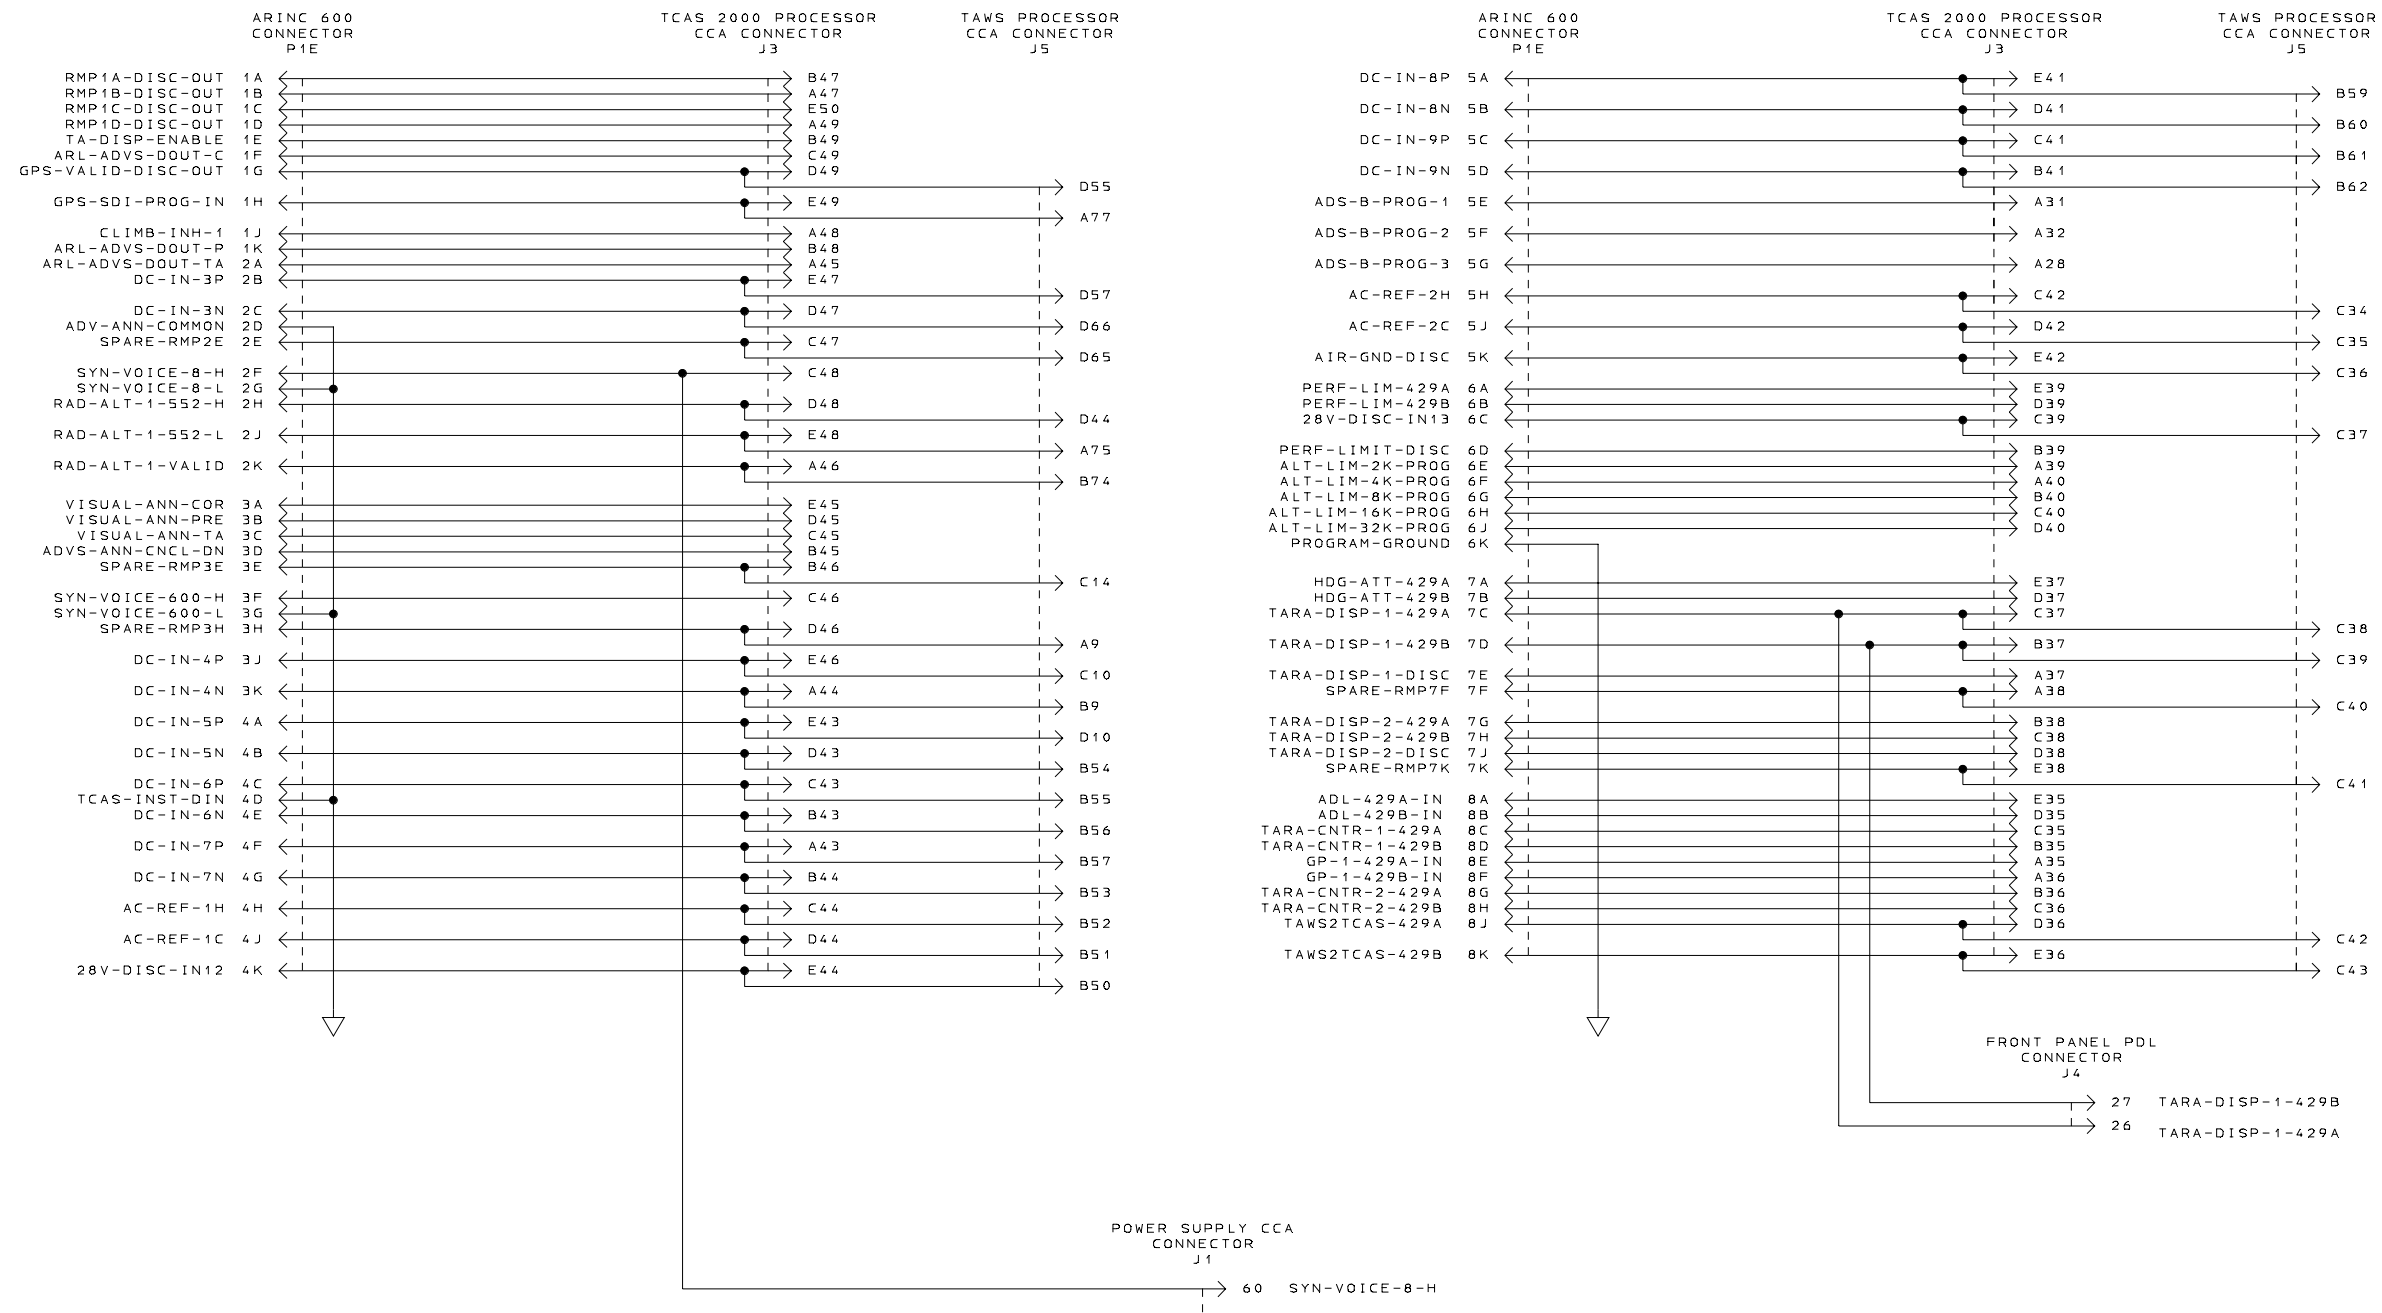 ARINC 600 CONNECTOR P1E
TCAS 2000 PROCESSOR CCA CONNECTOR J3
TAWS PROCESSOR CCA CONNECTOR J5
RMP1A-DISC-OUT 1A B47
RMP1B-DISC-OUT 1B A47
RMP1C-DISC-OUT 1C E50
RMP1D-DISC-OUT 1D A49
TA-DISP-ENABLE 1E B49
ARL-ADVS-DOUT-C 1F C49
GPS-VALID-DISC-OUT 1G D49
D55
GPS-SDI-PROG-IN 1H E49
A77
CLIMB-INH-1 1J A48
ARL-ADVS-DOUT-P 1K B48
ARL-ADVS-DOUT-TA 2A A45
DC-IN-3P 2B E47
D57
DC-IN-3N 2C D47
ADV-ANN-COMMON 2D D66
SPARE-RMP2E 2E C47
D65
SYN-VOICE-8-H 2F C48
SYN-VOICE-8-L 2G
RAD-ALT-1-552-H 2H D48
D44
RAD-ALT-1-552-L 2J E48
A75
RAD-ALT-1-VALID 2K A46
B74
VISUAL-ANN-COR 3A E45
VISUAL-ANN-PRE 3B D45
VISUAL-ANN-TA 3C C45
ADVS-ANN-CNCL-DN 3D B45
SPARE-RMP3E 3E B46
C14
SYN-VOICE-600-H 3F C46
SYN-VOICE-600-L 3G
SPARE-RMP3H 3H D46
A9
DC-IN-4P 3J E46
C10
DC-IN-4N 3K A44
B9
DC-IN-5P 4A E43
D10
DC-IN-5N 4B D43
B54
DC-IN-6P 4C C43
TCAS-INST-DIN 4D B55
DC-IN-6N 4E B43
B56
DC-IN-7P 4F A43
B57
DC-IN-7N 4G B44
B53
AC-REF-1H 4H C44
B52
AC-REF-1C 4J D44
B51
28V-DISC-IN12 4K E44
B50
ARINC 600 CONNECTOR P1E
TCAS 2000 PROCESSOR CCA CONNECTOR J3
TAWS PROCESSOR CCA CONNECTOR J5
DC-IN-8P 5A E41
B59
DC-IN-8N 5B D41
B60
DC-IN-9P 5C C41
B61
DC-IN-9N 5D B41
B62
ADS-B-PROG-1 5E A31
ADS-B-PROG-2 5F A32
ADS-B-PROG-3 5G A28
AC-REF-2H 5H C42
C34
AC-REF-2C 5J D42
C35
AIR-GND-DISC 5K E42
C36
PERF-LIM-429A 6A E39
PERF-LIM-429B 6B D39
28V-DISC-IN13 6C C39
C37
PERF-LIMIT-DISC 6D B39
ALT-LIM-2K-PROG 6E A39
ALT-LIM-4K-PROG 6F A40
ALT-LIM-8K-PROG 6G B40
ALT-LIM-16K-PROG 6H C40
ALT-LIM-32K-PROG 6J D40
PROGRAM-GROUND 6K
HDG-ATT-429A 7A E37
HDG-ATT-429B 7B D37
TARA-DISP-1-429A 7C C37
C38
TARA-DISP-1-429B 7D B37
C39
TARA-DISP-1-DISC 7E A37
SPARE-RMP7F 7F A38
C40
TARA-DISP-2-429A 7G B38
TARA-DISP-2-429B 7H C38
TARA-DISP-2-DISC 7J D38
SPARE-RMP7K 7K E38
C41
ADL-429A-IN 8A E35
ADL-429B-IN 8B D35
TARA-CNTR-1-429A 8C C35
TARA-CNTR-1-429B 8D B35
GP-1-429A-IN 8E A35
GP-1-429B-IN 8F A36
TARA-CNTR-2-429A 8G B36
TARA-CNTR-2-429B 8H C36
TAWS2TCAS-429A 8J D36
C42
TAWS2TCAS-429B 8K E36
C43
FRONT PANEL PDL
CONNECTOR
J4
27 TARA-DISP-1-429B
26 TARA-DISP-1-429A
POWER SUPPLY CCA
CONNECTOR
J1
60 SYN-VOICE-8-H